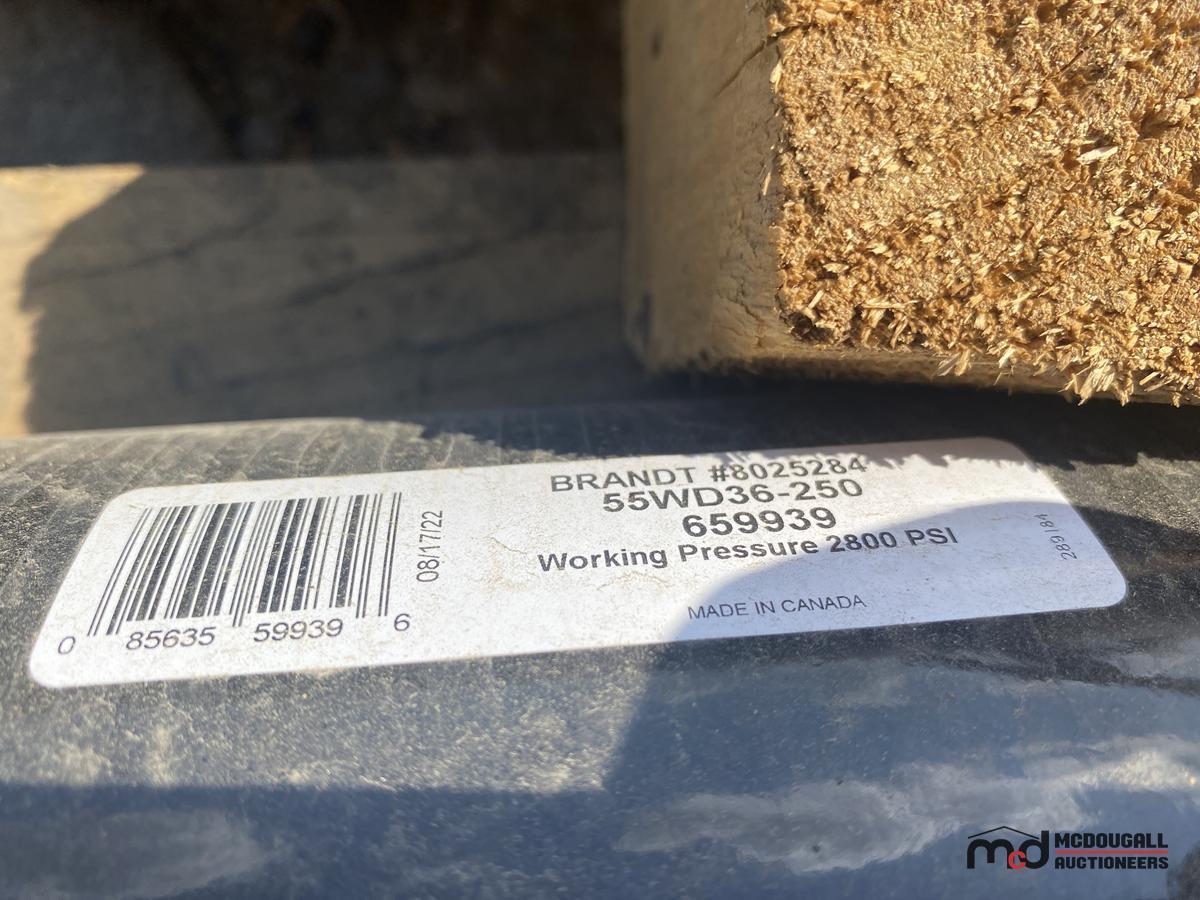 BRANDT #8025284
55WD36-250
659939
Working Pressure 2800 PSI
MADE IN CANADA
08/17/22
0 85635 59939 6
289184
mcd MCDOUGALL
AUCTIONEERS